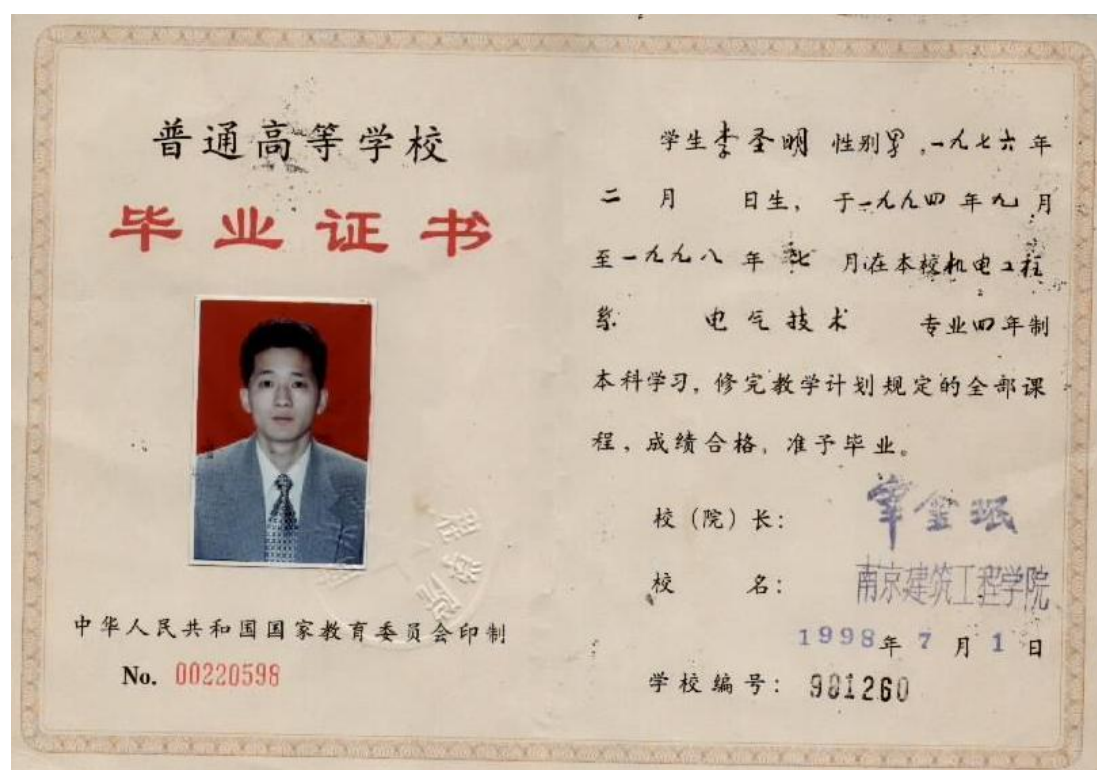 普通高等学校
毕业证书
中华人民共和国国家教育委员会印制
No. 00220598
学生李圣明 性别男,一九七六年
二月 日生,于一九九四年九月
至一九九八年七月在本校机电工程
系 电气技术 专业四年制
本科学习,修完教学计划规定的全部课
程,成绩合格,准予毕业。
校(院)长:
校 名: 南京建筑工程学院
1998年7月1日
学校编号: 981260
程学院